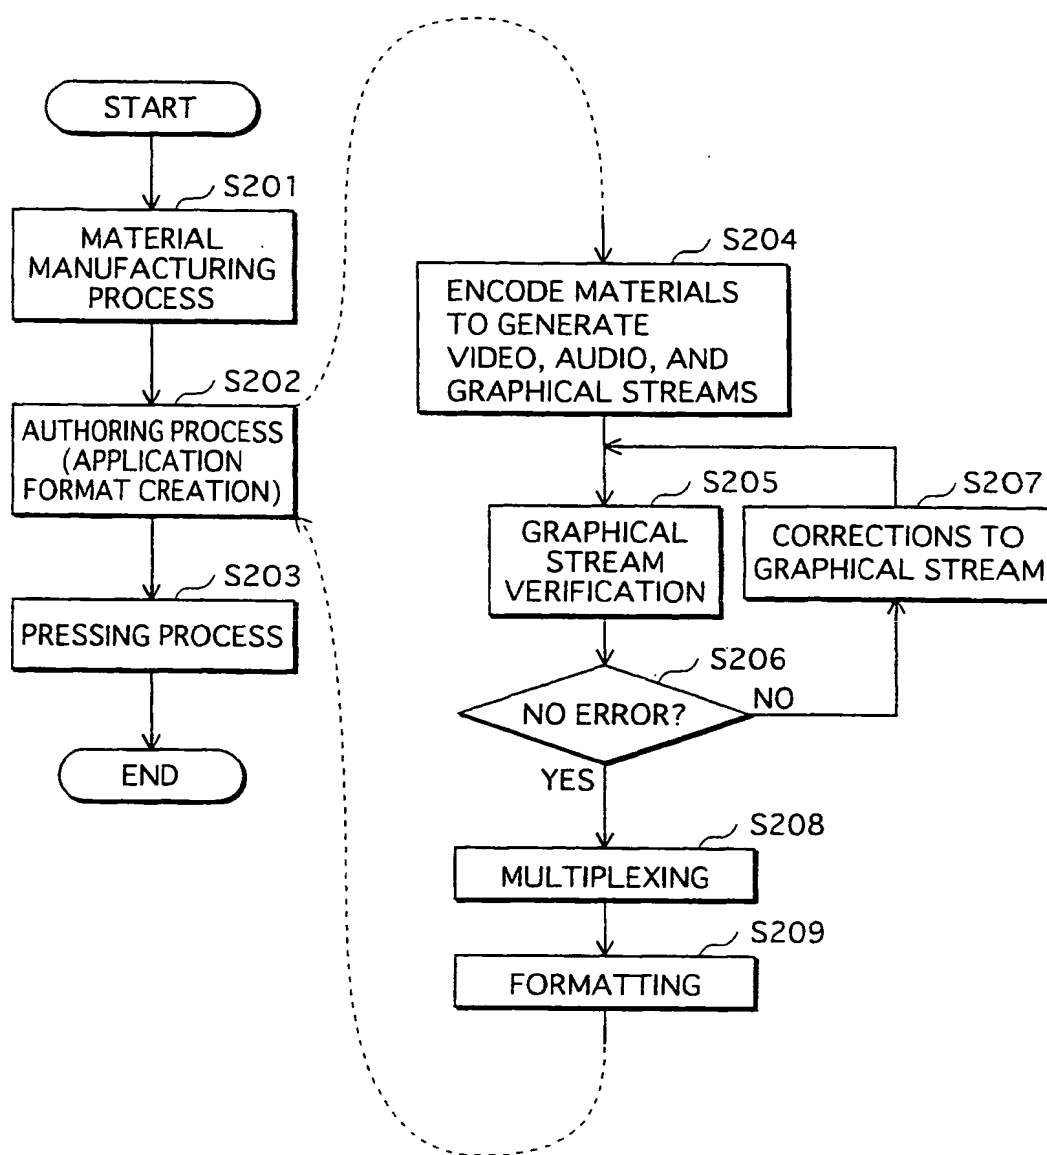 START
S201
MATERIAL
MANUFACTURING
PROCESS
S202
AUTHORING PROCESS
(APPLICATION
FORMAT CREATION)
S203
PRESSING PROCESS
END
S204
ENCODE MATERIALS
TO GENERATE
VIDEO, AUDIO, AND
GRAPHICAL STREAMS
S205
GRAPHICAL
STREAM
VERIFICATION
S207
CORRECTIONS TO
GRAPHICAL STREAM
S206
NO ERROR?
NO
YES
S208
MULTIPLEXING
S209
FORMATTING